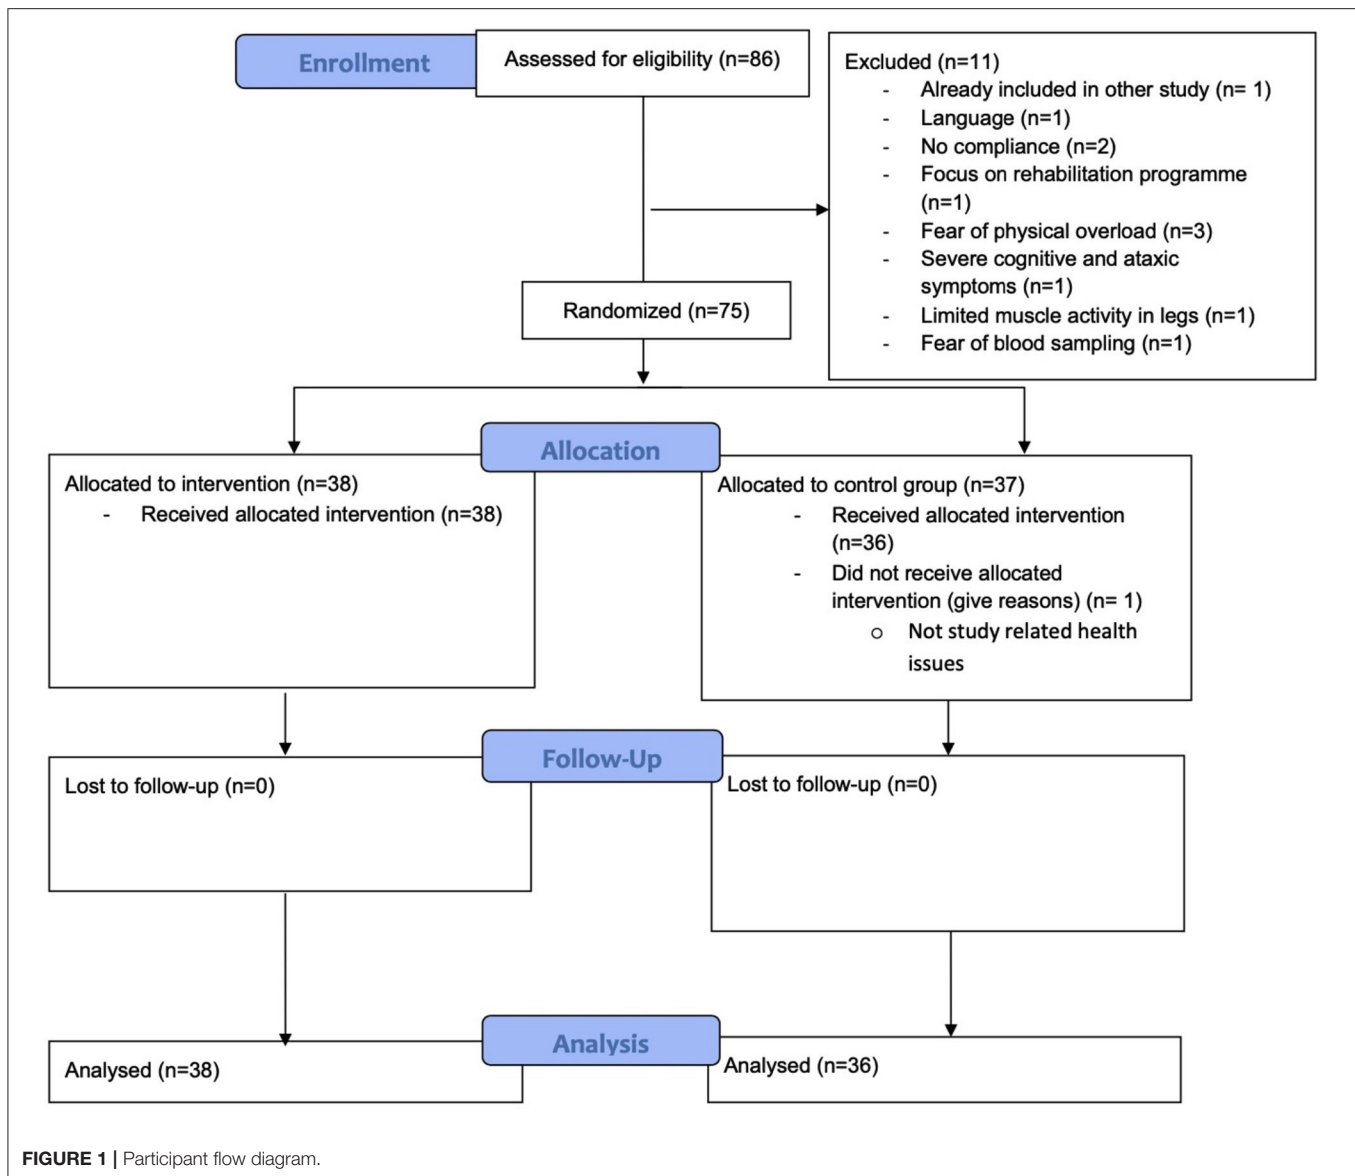 Enrollment
Assessed for eligibility (n=86)
Excluded (n=11)
- Already included in other study (n= 1)
- Language (n=1)
- No compliance (n=2)
- Focus on rehabilitation programme
(n=1)
- Fear of physical overload (n=3)
- Severe cognitive and ataxic
symptoms (n=1)
- Limited muscle activity in legs (n=1)
- Fear of blood sampling (n=1)
Randomized (n=75)
Allocation
Allocated to intervention (n=38)
- Received allocated intervention (n=38)
Allocated to control group (n=37)
- Received allocated intervention
(n=36)
- Did not receive allocated
intervention (give reasons) (n= 1)
o Not study related health
issues
Follow-Up
Lost to follow-up (n=0)
Lost to follow-up (n=0)
Analysis
Analysed (n=38)
Analysed (n=36)
FIGURE 1 | Participant flow diagram.